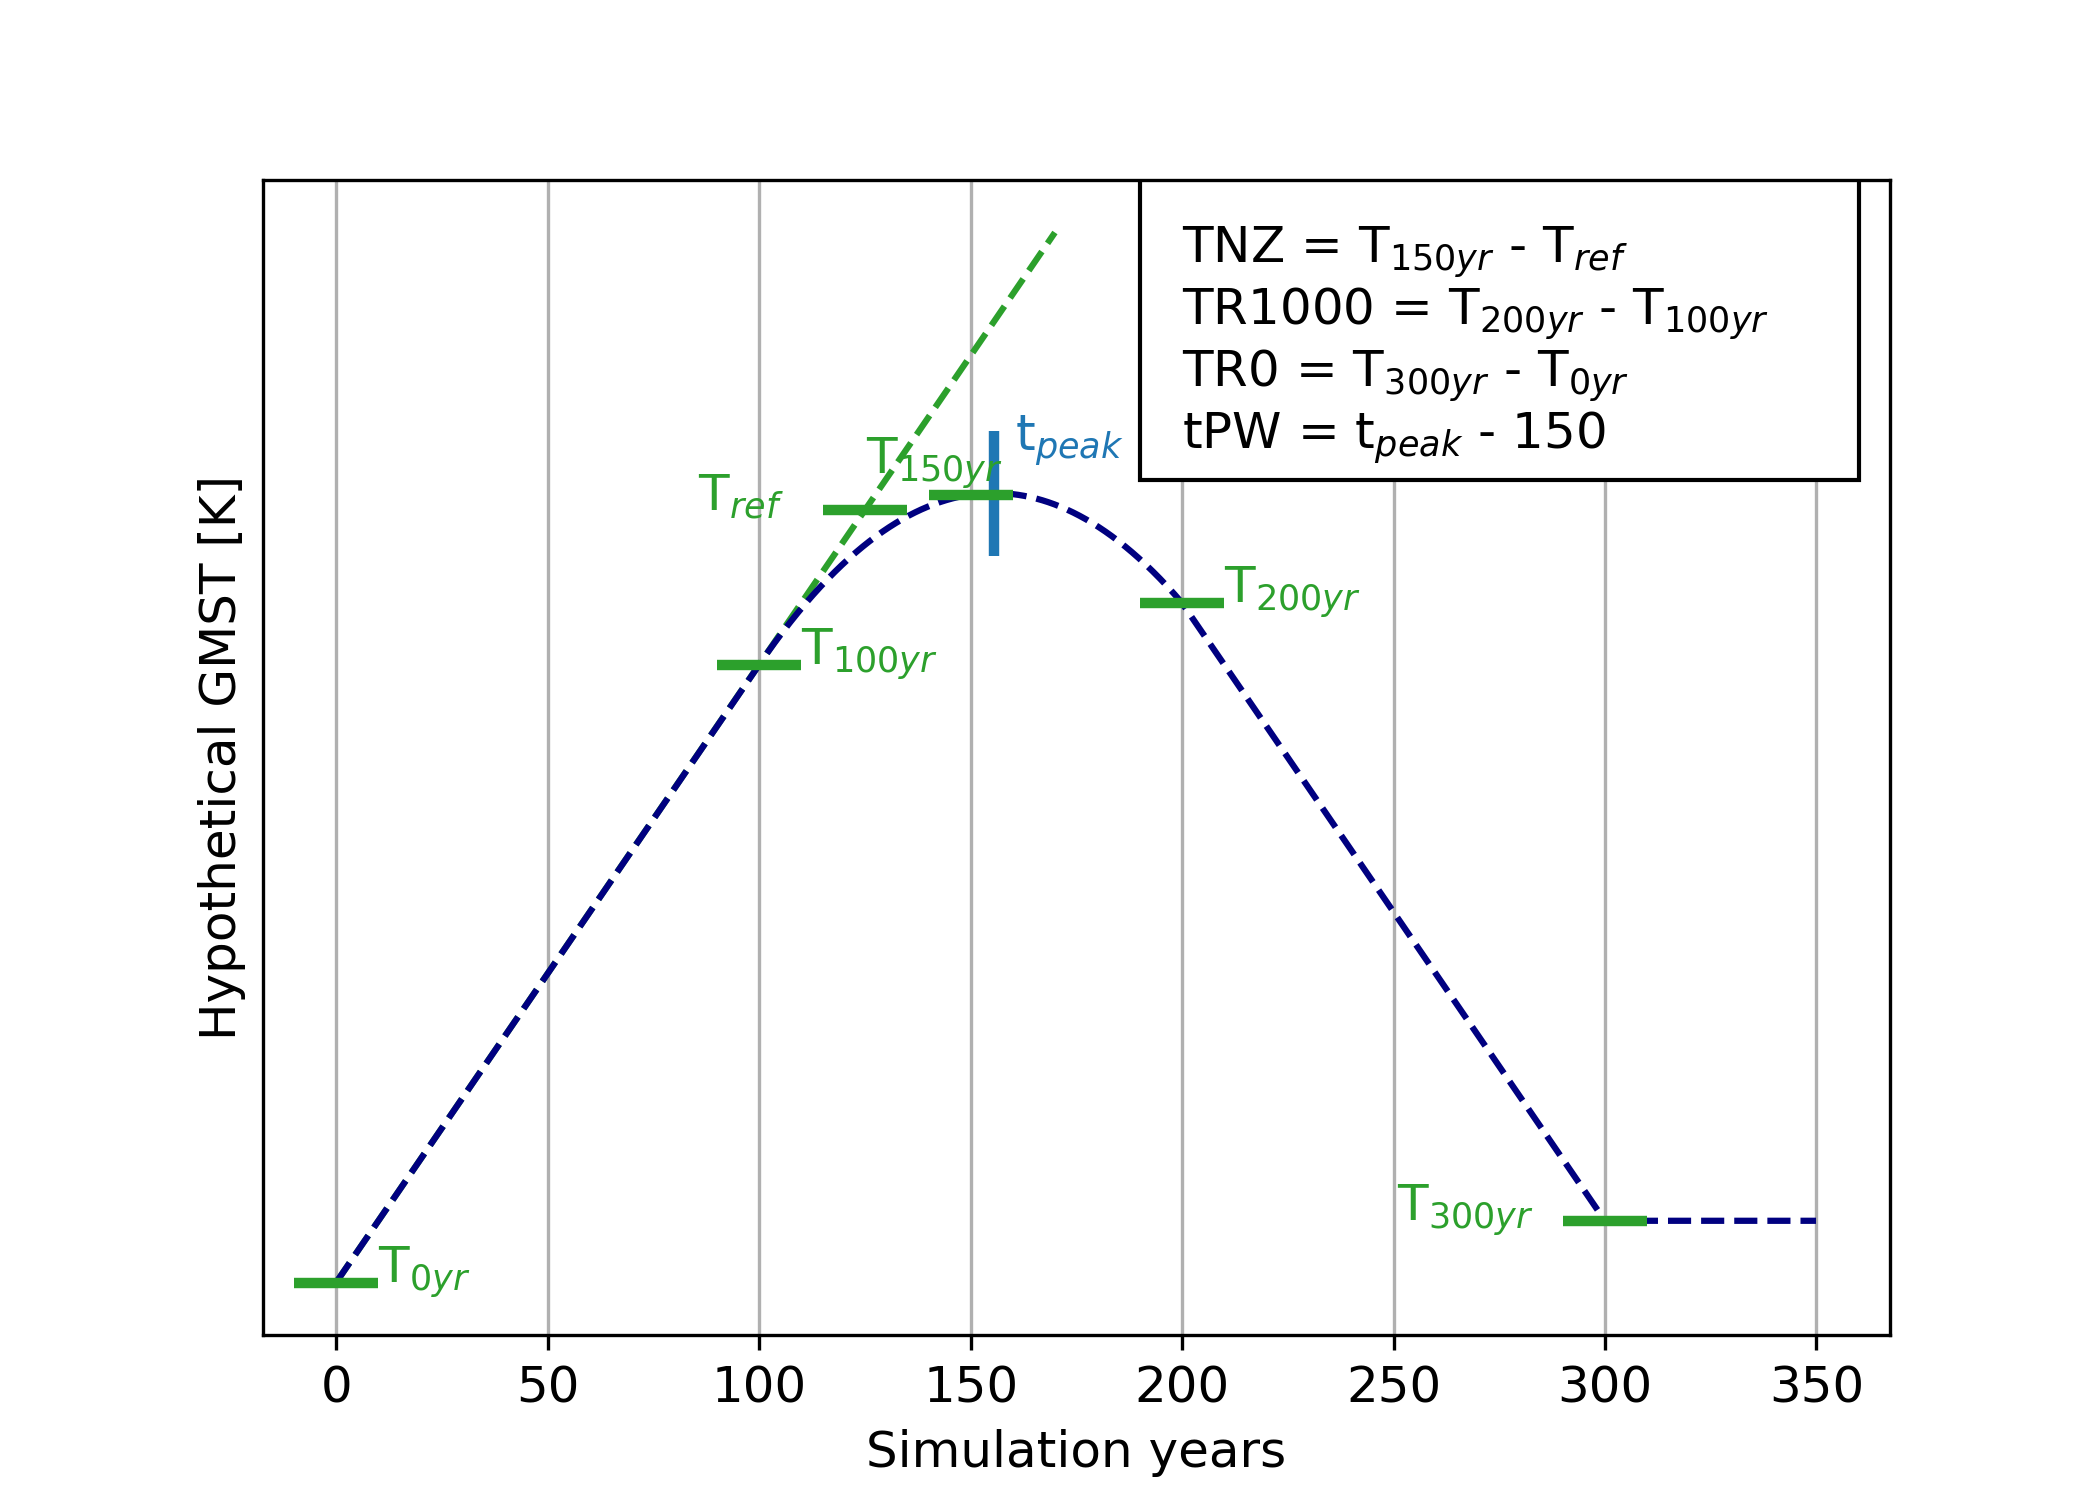 TNZ = T150yr - Tref
TR1000 = T200yr - T100yr
TR0 = T300yr - T0yr
tPW = tpeak - 150
tpeak
T150yr
Tref
T200yr
T100yr
T300yr
T0yr
Hypothetical GMST [K]
0 50 100 150 200 250 300 350
Simulation years